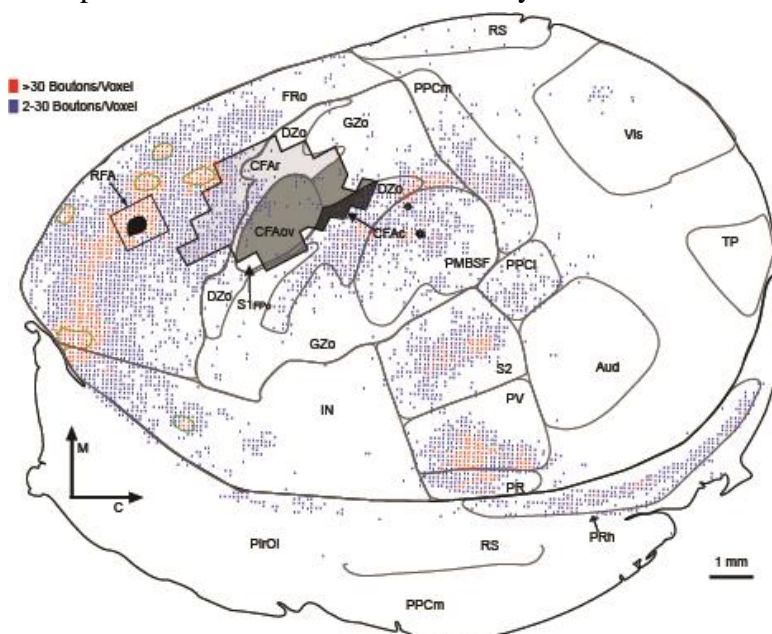 RS
>30 Boutons/Voxel
2-30 Boutons/Voxel
FRo
PPCm
DZo
GZo
Vis
RFA
CFAr
DZo
CFAov
CFAc
TP
PMBSF
PPCl
DZo
S1FPo
GZo
S2
Aud
IN
PV
M
PR
C
PirOl
RS
PRh
1 mm
PPCm